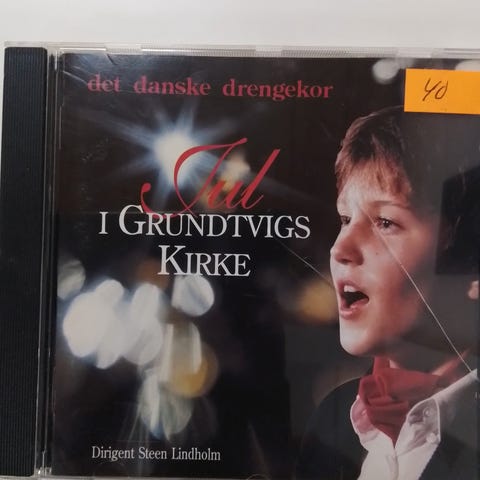 det danske drengekor
40
Jul
I GRUNDTVIGS
KIRKE
Dirigent Steen Lindholm